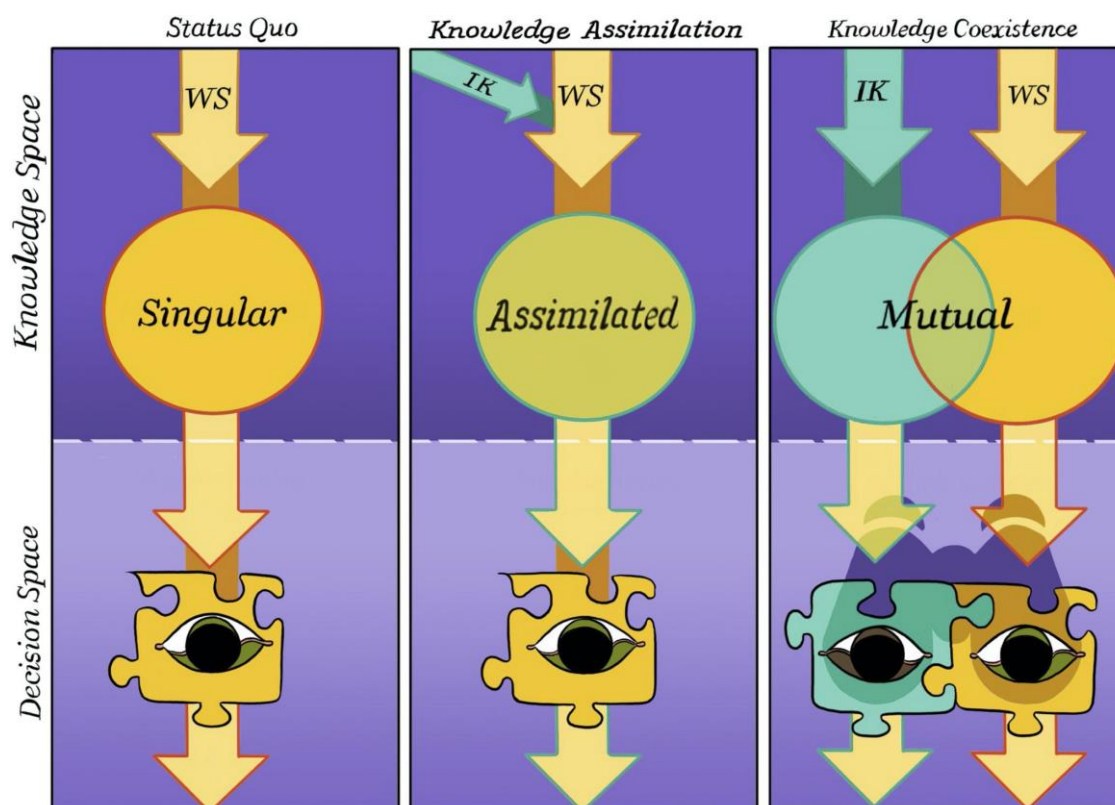 Status Quo
Knowledge Assimilation
Knowledge Coexistence
Knowledge Space
WS
IK
WS
IK
WS
Singular
Assimilated
Mutual
Decision Space